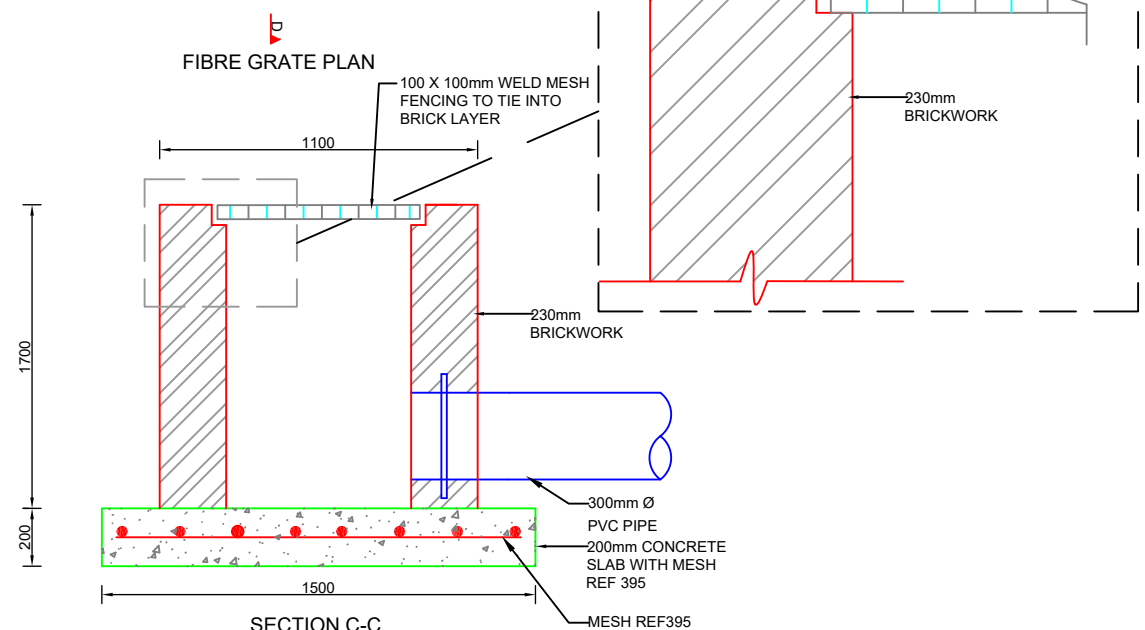 D
FIBRE GRATE PLAN
100 X 100mm WELD MESH
FENCING TO TIE INTO
BRICK LAYER
230mm
BRICKWORK
1100
1700
230mm
BRICKWORK
300mm Ø
PVC PIPE
200
200mm CONCRETE
SLAB WITH MESH
REF 395
1500
MESH REF395
SECTION C-C